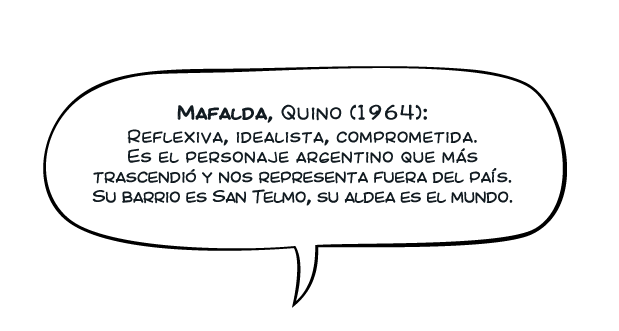 Mafalda, Quino (1964):
Reflexiva, idealista, comprometida.
Es el personaje argentino que más
trascendió y nos representa fuera del país.
Su barrio es San Telmo, su aldea es el mundo.